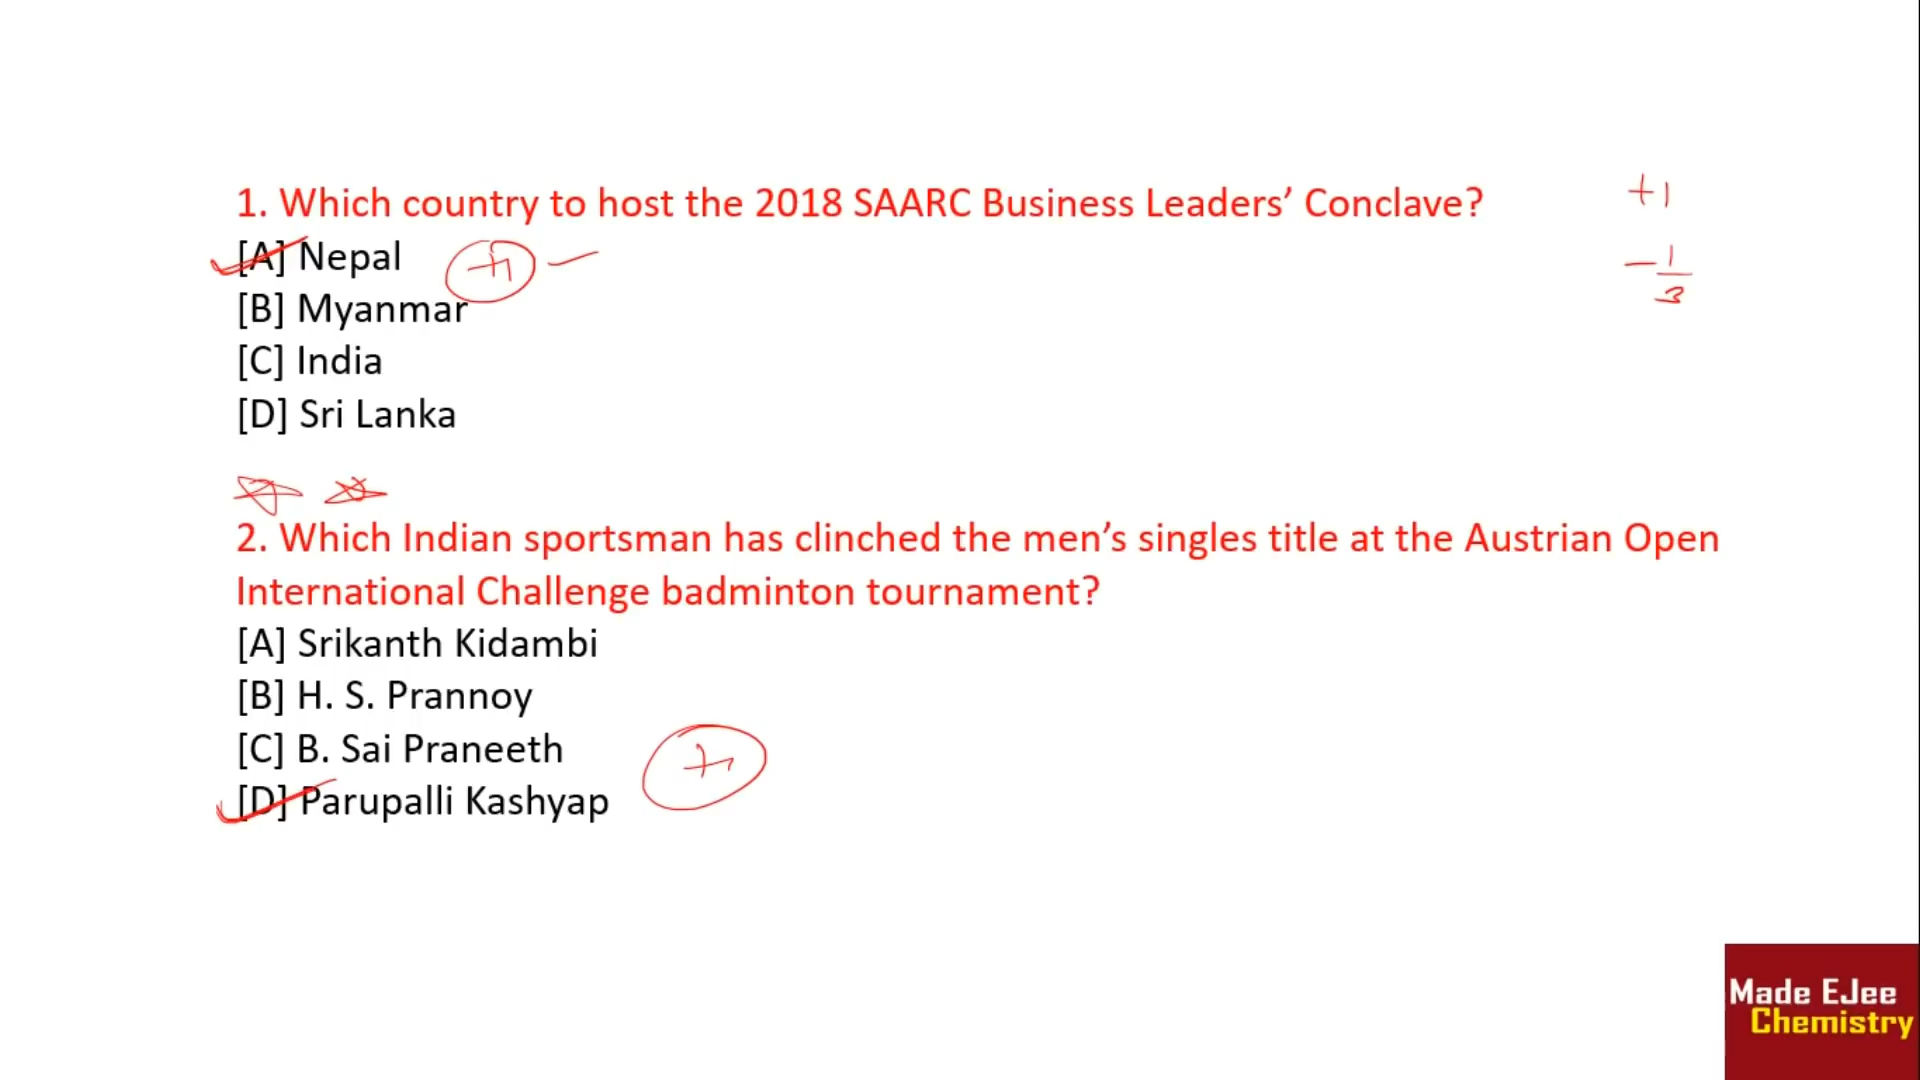 1. Which country to host the 2018 SAARC Business Leaders’ Conclave?
+1
[A] Nepal
+1
-1/3
[B] Myanmar
[C] India
[D] Sri Lanka
2. Which Indian sportsman has clinched the men’s singles title at the Austrian Open
International Challenge badminton tournament?
[A] Srikanth Kidambi
[B] H. S. Prannoy
[C] B. Sai Praneeth
+1
[D] Parupalli Kashyap
Made EJee
Chemistry